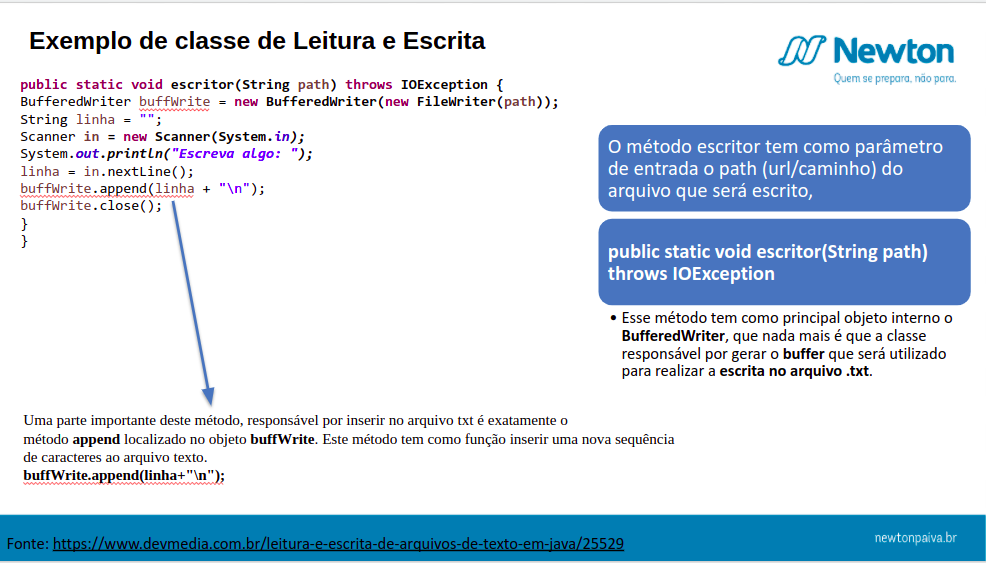 Exemplo de classe de Leitura e Escrita
Newton
Quem se prepara, não para.
public static void escritor(String path) throws IOException {
BufferedWriter buffWrite = new BufferedWriter(new FileWriter(path));
String linha = "";
Scanner in = new Scanner(System.in);
System.out.println("Escreva algo: ");
linha = in.nextLine();
buffWrite.append(linha + "\n");
buffWrite.close();
}
}
O método escritor tem como parâmetro
de entrada o path (url/caminho) do
arquivo que será escrito,
public static void escritor(String path)
throws IOException
• Esse método tem como principal objeto interno o
BufferedWriter, que nada mais é que a classe
responsável por gerar o buffer que será utilizado
para realizar a escrita no arquivo .txt.
Uma parte importante deste método, responsável por inserir no arquivo txt é exatamente o
método append localizado no objeto buffWrite. Este método tem como função inserir uma nova sequência
de caracteres ao arquivo texto.
buffWrite.append(linha+"\n");
Fonte: https://www.devmedia.com.br/leitura-e-escrita-de-arquivos-de-texto-em-java/25529
newtonpaiva.br